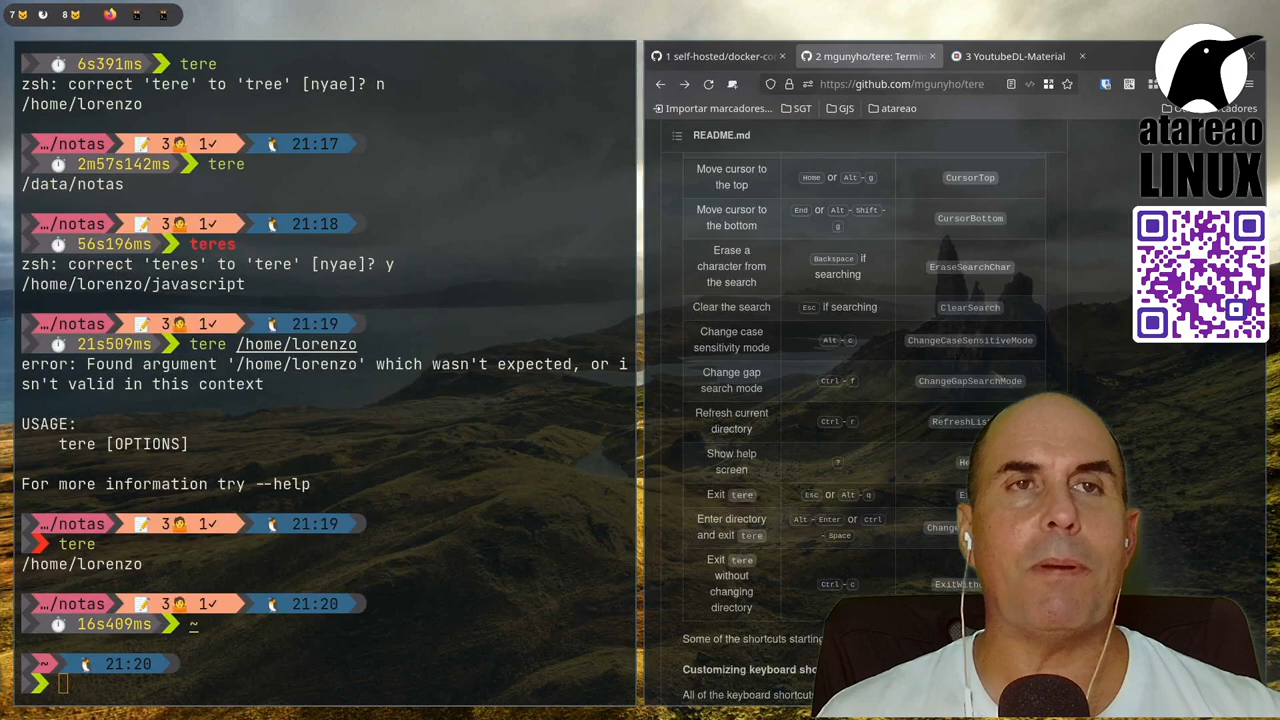 7 8
6s391ms tere
zsh: correct 'tere' to 'tree' [nyae]? n
/home/lorenzo
…/notas 3 1✓ 21:17
2m57s142ms tere
/data/notas
…/notas 3 1✓ 21:18
56s196ms teres
zsh: correct 'teres' to 'tere' [nyae]? y
/home/lorenzo/javascript
…/notas 3 1✓ 21:19
21s509ms tere /home/lorenzo
error: Found argument '/home/lorenzo' which wasn't expected, or i
sn't valid in this context
USAGE:
tere [OPTIONS]
For more information try --help
…/notas 3 1✓ 21:19
tere
/home/lorenzo
…/notas 3 1✓ 21:20
16s409ms ~
~ 21:20
1 self-hosted/docker-co
2 mgunyho/tere: Termin
3 YoutubeDL-Material
https://github.com/mgunyho/tere
Importar marcadores… SGT GJS atareao
rcadores
README.md
Move cursor to
the top
Home or Alt-g
CursorTop
Move cursor to
the bottom
End or Alt-Shift-
g
CursorBottom
Erase a
character from
the search
Backspace if
searching
EraseSearchChar
Clear the search
Esc if searching
ClearSearch
Change case
sensitivity mode
Alt-c
ChangeCaseSensitiveMode
Change gap
search mode
Ctrl-f
ChangeGapSearchMode
Refresh current
directory
Ctrl-r
RefreshLis
Show help
screen
?
He
Exit tere
Esc or Alt-q
Enter directory
and exit tere
Alt-Enter or Ctrl
-Space
Change
Exit tere
without
changing
directory
Ctrl-c
ExitWitho
Some of the shortcuts starting
Customizing keyboard sho
All of the keyboard shortcuts
atareao
LINUX